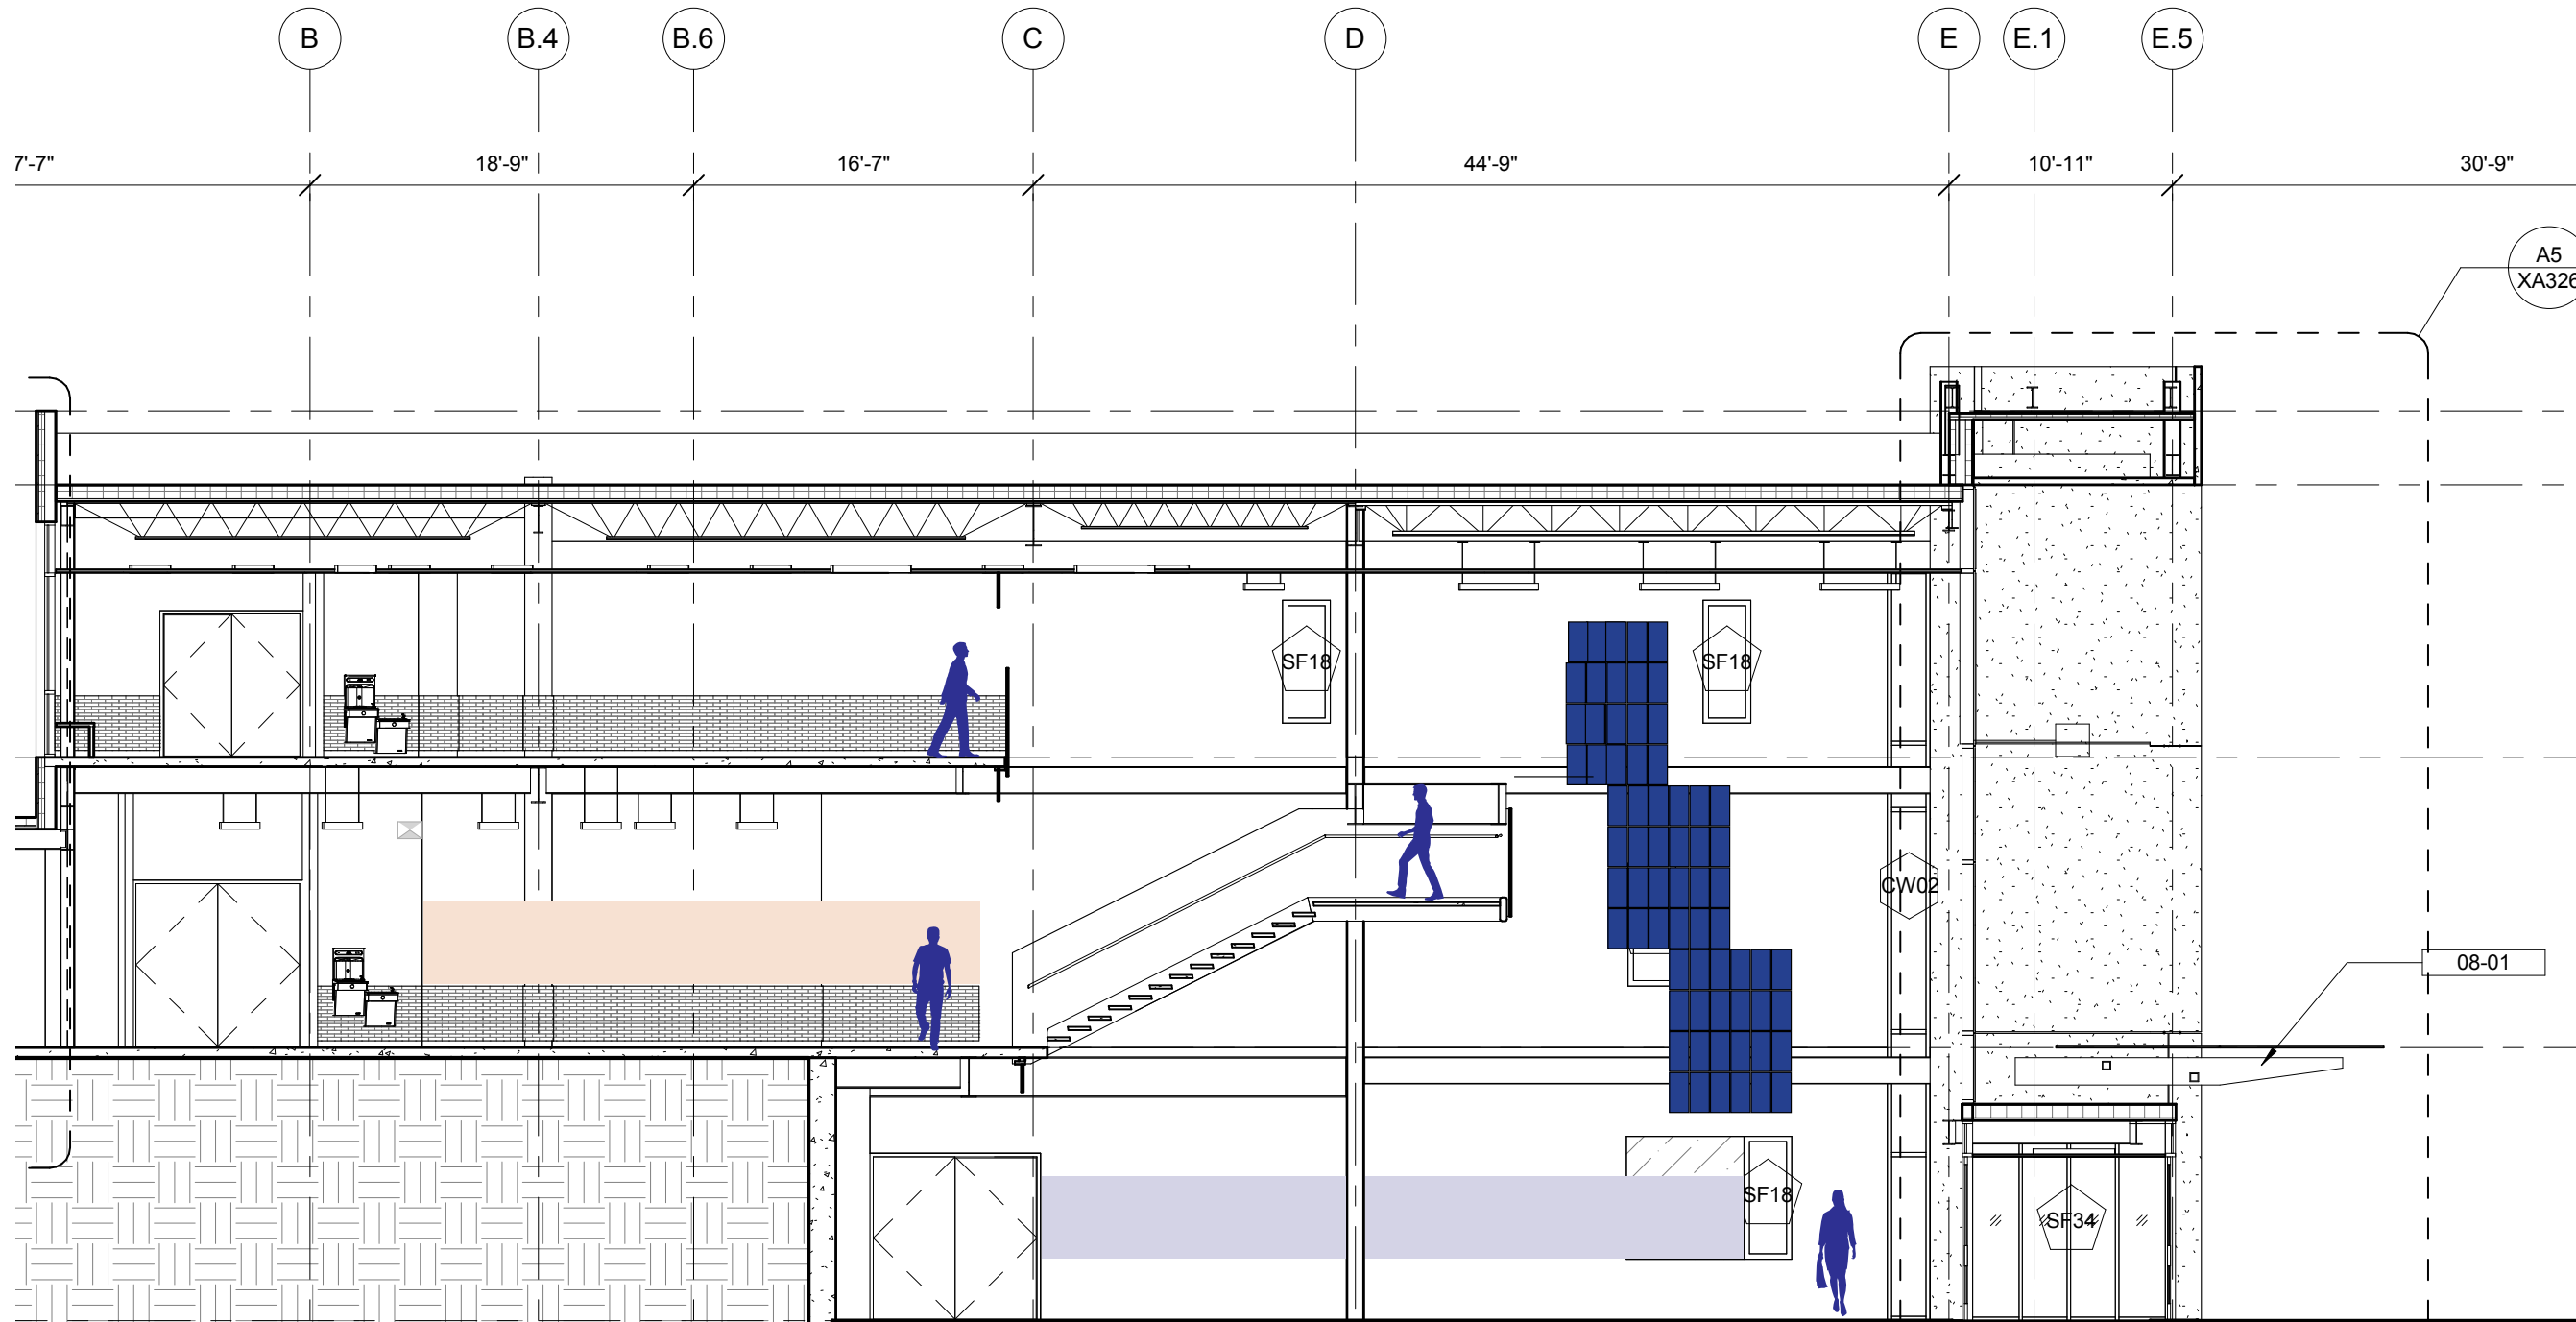 B B.4 B.6 C D E E.1 E.5
7'-7" 18'-9" 16'-7" 44'-9" 10'-11" 30'-9"
A5
XA326
SF18 SF18
CW02
08-01
SF18
SF34